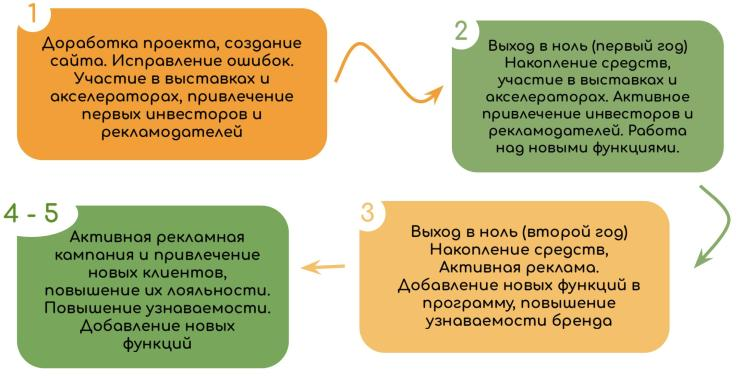 1
Доработка проекта, создание
сайта. Исправление ошибок.
Участие в выставках и
акселераторах, привлечение
первых инвесторов и
рекламодателей
2
Выход в ноль (первый год)
Накопление средств,
участие в выставках и
акселераторах. Активное
привлечение инвесторов и
рекламодателей. Работа
над новыми функциями.
3
Выход в ноль (второй год)
Накопление средств,
Активная реклама.
Добавление новых функций в
программу, повышение
узнаваемости бренда
4 - 5
Активная рекламная
кампания и привлечение
новых клиентов,
повышение их лояльности.
Повышение узнаваемости.
Добавление новых
функций